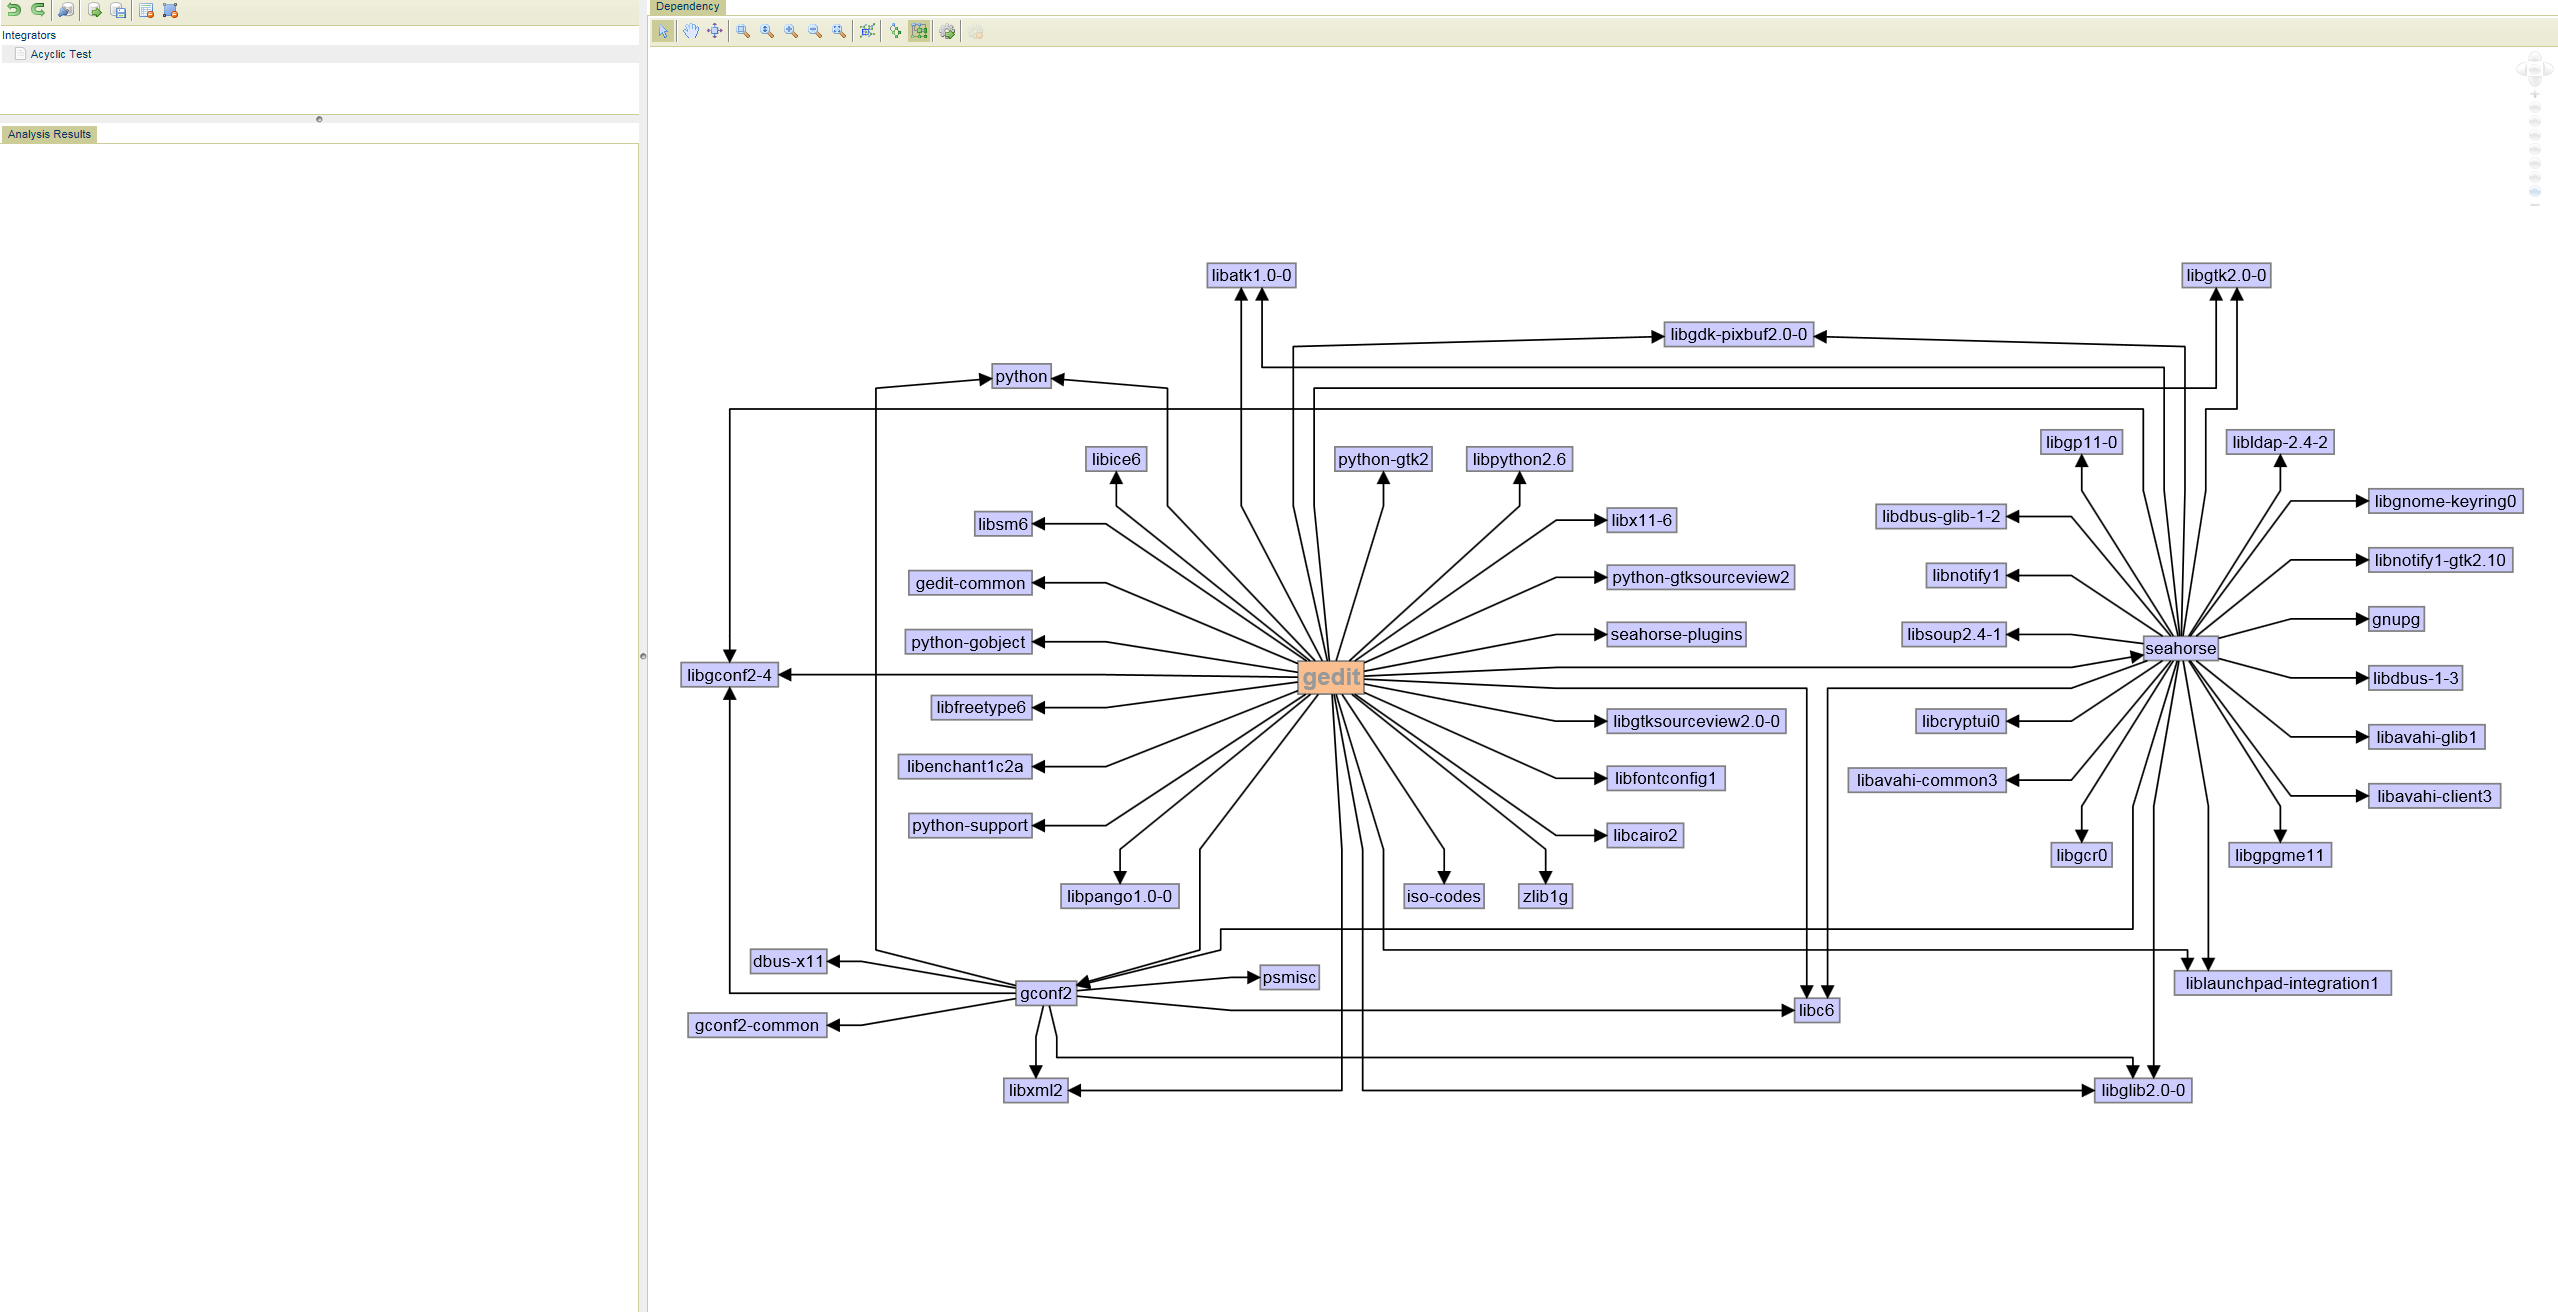 Dependency
Integrators
Acyclic Test
Analysis Results
libatk1.0-0
libgtk2.0-0
libgdk-pixbuf2.0-0
python
libgp11-0
libldap-2.4-2
libice6
python-gtk2
libpython2.6
libgnome-keyring0
libsm6
libx11-6
libdbus-glib-1-2
libnotify1-gtk2.10
gedit-common
python-gtksourceview2
libnotify1
gnupg
python-gobject
seahorse-plugins
libsoup2.4-1
seahorse
libgconf2-4
gedit
libdbus-1-3
libfreetype6
libgtksourceview2.0-0
libcryptui0
libavahi-glib1
libenchant1c2a
libfontconfig1
libavahi-common3
libavahi-client3
python-support
libcairo2
libgcr0
libgpgme11
libpango1.0-0
iso-codes
zlib1g
dbus-x11
psmisc
liblaunchpad-integration1
gconf2
libc6
gconf2-common
libxml2
libglib2.0-0